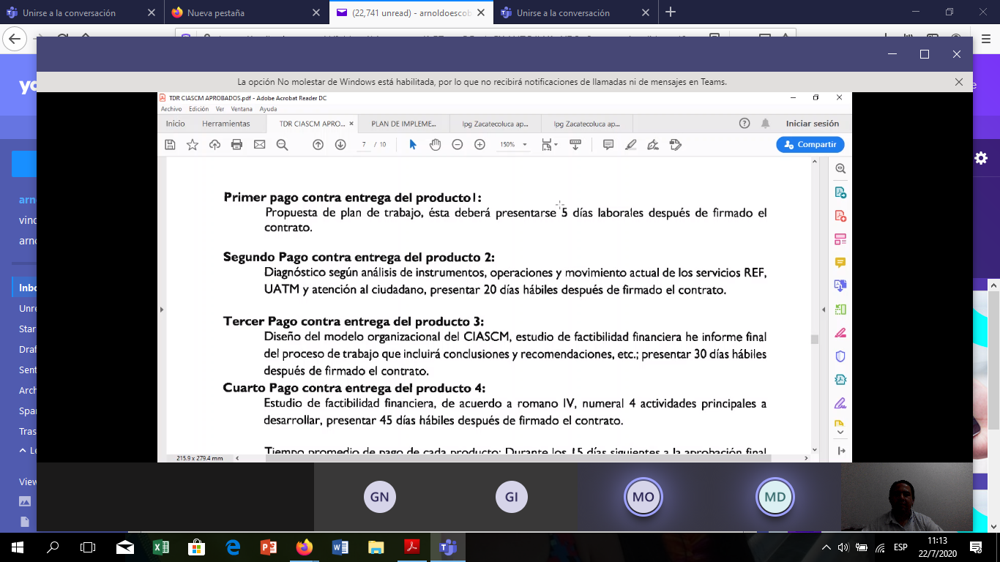 Unirse a la conversación
Nueva pestaña
(22,741 unread) - arnoldoescob
Unirse a la conversación
La opción No molestar de Windows está habilitada, por lo que no recibirá notificaciones de llamadas ni de mensajes en Teams.
TDR CIASCM APROBADOS.pdf - Adobe Acrobat Reader DC
Archivo Edición Ver Ventana Ayuda
Inicio Herramientas TDR CIASCM APRO... PLAN DE IMPLEME... Ipg Zacatecoluca ap... Ipg Zacatecoluca ap... Iniciar sesión
7 / 10 150% Compartir
Primer pago contra entrega del producto1:
Propuesta de plan de trabajo, ésta deberá presentarse 5 días laborales después de firmado el
contrato.
Segundo Pago contra entrega del producto 2:
Diagnóstico según análisis de instrumentos, operaciones y movimiento actual de los servicios REF,
UATM y atención al ciudadano, presentar 20 días hábiles después de firmado el contrato.
Tercer Pago contra entrega del producto 3:
Diseño del modelo organizacional del CIASCM, estudio de factibilidad financiera he informe final
del proceso de trabajo que incluirá conclusiones y recomendaciones, etc.; presentar 30 días hábiles
después de firmado el contrato.
Cuarto Pago contra entrega del producto 4:
Estudio de factibilidad financiera, de acuerdo a romano IV, numeral 4 actividades principales a
desarrollar, presentar 45 días hábiles después de firmado el contrato.
Tiempo promedio de pago de cada producto: Durante los 15 días siguientes a la aprobación final
215.9 x 279.4 mm
yo
arn
vinc
arno
Inbo
Unre
Star
Draf
Sent
Arch
Spar
Tras
Le
View
GN GI MO MD
ESP
11:13
22/7/2020